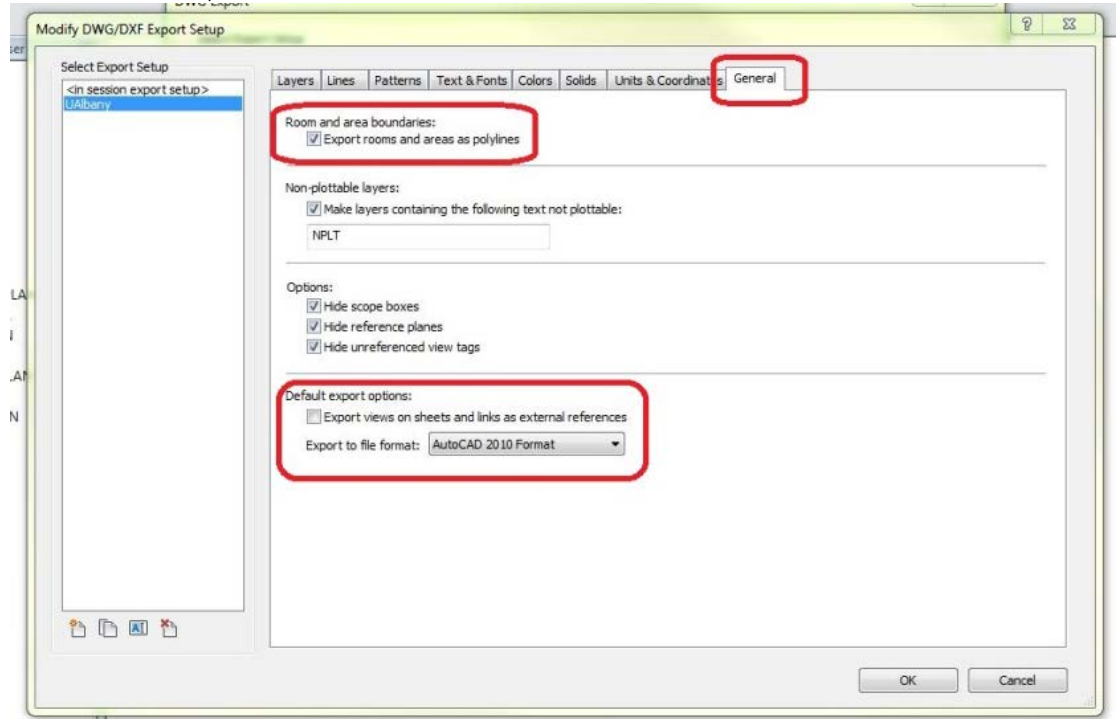 Modify DWG/DXF Export Setup
Select Export Setup
<in session export setup>
UAlbany
Layers Lines Patterns Text & Fonts Colors Solids Units & Coordinates General
Room and area boundaries:
Export rooms and areas as polylines
Non-plottable layers:
Make layers containing the following text not plottable:
NPLT
Options:
Hide scope boxes
Hide reference planes
Hide unreferenced view tags
Default export options:
Export views on sheets and links as external references
Export to file format: AutoCAD 2010 Format
OK Cancel